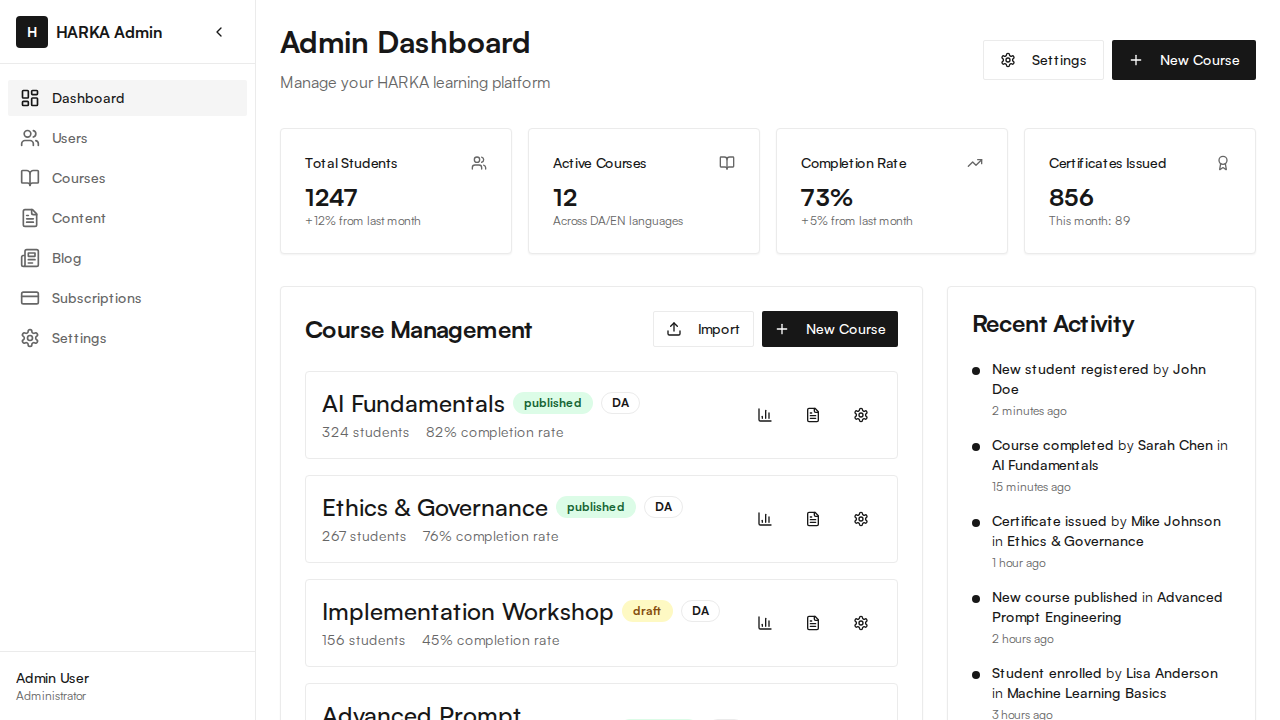 H HARKA Admin
Dashboard
Users
Courses
Content
Blog
Subscriptions
Settings
Admin User
Administrator
Admin Dashboard
Manage your HARKA learning platform
Settings
New Course
Total Students
1247
+12% from last month
Active Courses
12
Across DA/EN languages
Completion Rate
73%
+5% from last month
Certificates Issued
856
This month: 89
Course Management
Import
New Course
AI Fundamentals published DA
324 students 82% completion rate
Ethics & Governance published DA
267 students 76% completion rate
Implementation Workshop draft DA
156 students 45% completion rate
Advanced Prompt
Recent Activity
New student registered by John
Doe
2 minutes ago
Course completed by Sarah Chen in
AI Fundamentals
15 minutes ago
Certificate issued by Mike Johnson
in Ethics & Governance
1 hour ago
New course published in Advanced
Prompt Engineering
2 hours ago
Student enrolled by Lisa Anderson
in Machine Learning Basics
3 hours ago